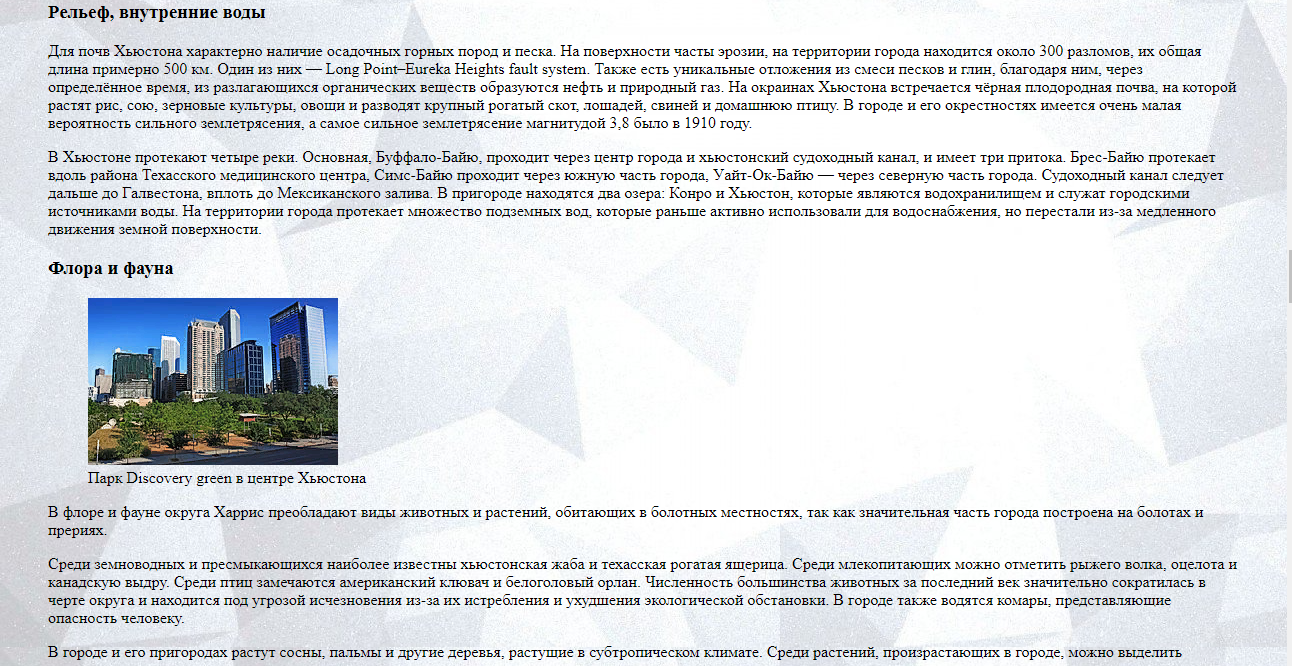 Рельеф, внутренние воды
Для почв Хьюстона характерно наличие осадочных горных пород и песка. На поверхности часты эрозии, на территории города находится около 300 разломов, их общая
длина примерно 500 км. Один из них — Long Point–Eureka Heights fault system. Также есть уникальные отложения из смеси песков и глин, благодаря ним, через
определённое время, из разлагающихся органических веществ образуются нефть и природный газ. На окраинах Хьюстона встречается чёрная плодородная почва, на которой
растят рис, сою, зерновые культуры, овощи и разводят крупный рогатый скот, лошадей, свиней и домашнюю птицу. В городе и его окрестностях имеется очень малая
вероятность сильного землетрясения, а самое сильное землетрясение магнитудой 3,8 было в 1910 году.
В Хьюстоне протекают четыре реки. Основная, Буффало-Байю, проходит через центр города и хьюстонский судоходный канал, и имеет три притока. Брес-Байю протекает
вдоль района Техасского медицинского центра, Симс-Байю проходит через южную часть города, Уайт-Ок-Байю — через северную часть города. Судоходный канал следует
дальше до Галвестона, вплоть до Мексиканского залива. В пригороде находятся два озера: Конро и Хьюстон, которые являются водохранилищем и служат городскими
источниками воды. На территории города протекает множество подземных вод, которые раньше активно использовали для водоснабжения, но перестали из-за медленного
движения земной поверхности.
Флора и фауна
Парк Discovery green в центре Хьюстона
В флоре и фауне округа Харрис преобладают виды животных и растений, обитающих в болотных местностях, так как значительная часть города построена на болотах и
прериях.
Среди земноводных и пресмыкающихся наиболее известны хьюстонская жаба и техасская рогатая ящерица. Среди млекопитающих можно отметить рыжего волка, оцелота и
канадскую выдру. Среди птиц замечаются американский клювач и белоголовый орлан. Численность большинства животных за последний век значительно сократилась в
черте округа и находится под угрозой исчезновения из-за их истребления и ухудшения экологической обстановки. В городе также водятся комары, представляющие
опасность человеку.
В городе и его пригородах растут сосны, пальмы и другие деревья, растущие в субтропическом климате. Среди растений, произрастающих в городе, можно выделить